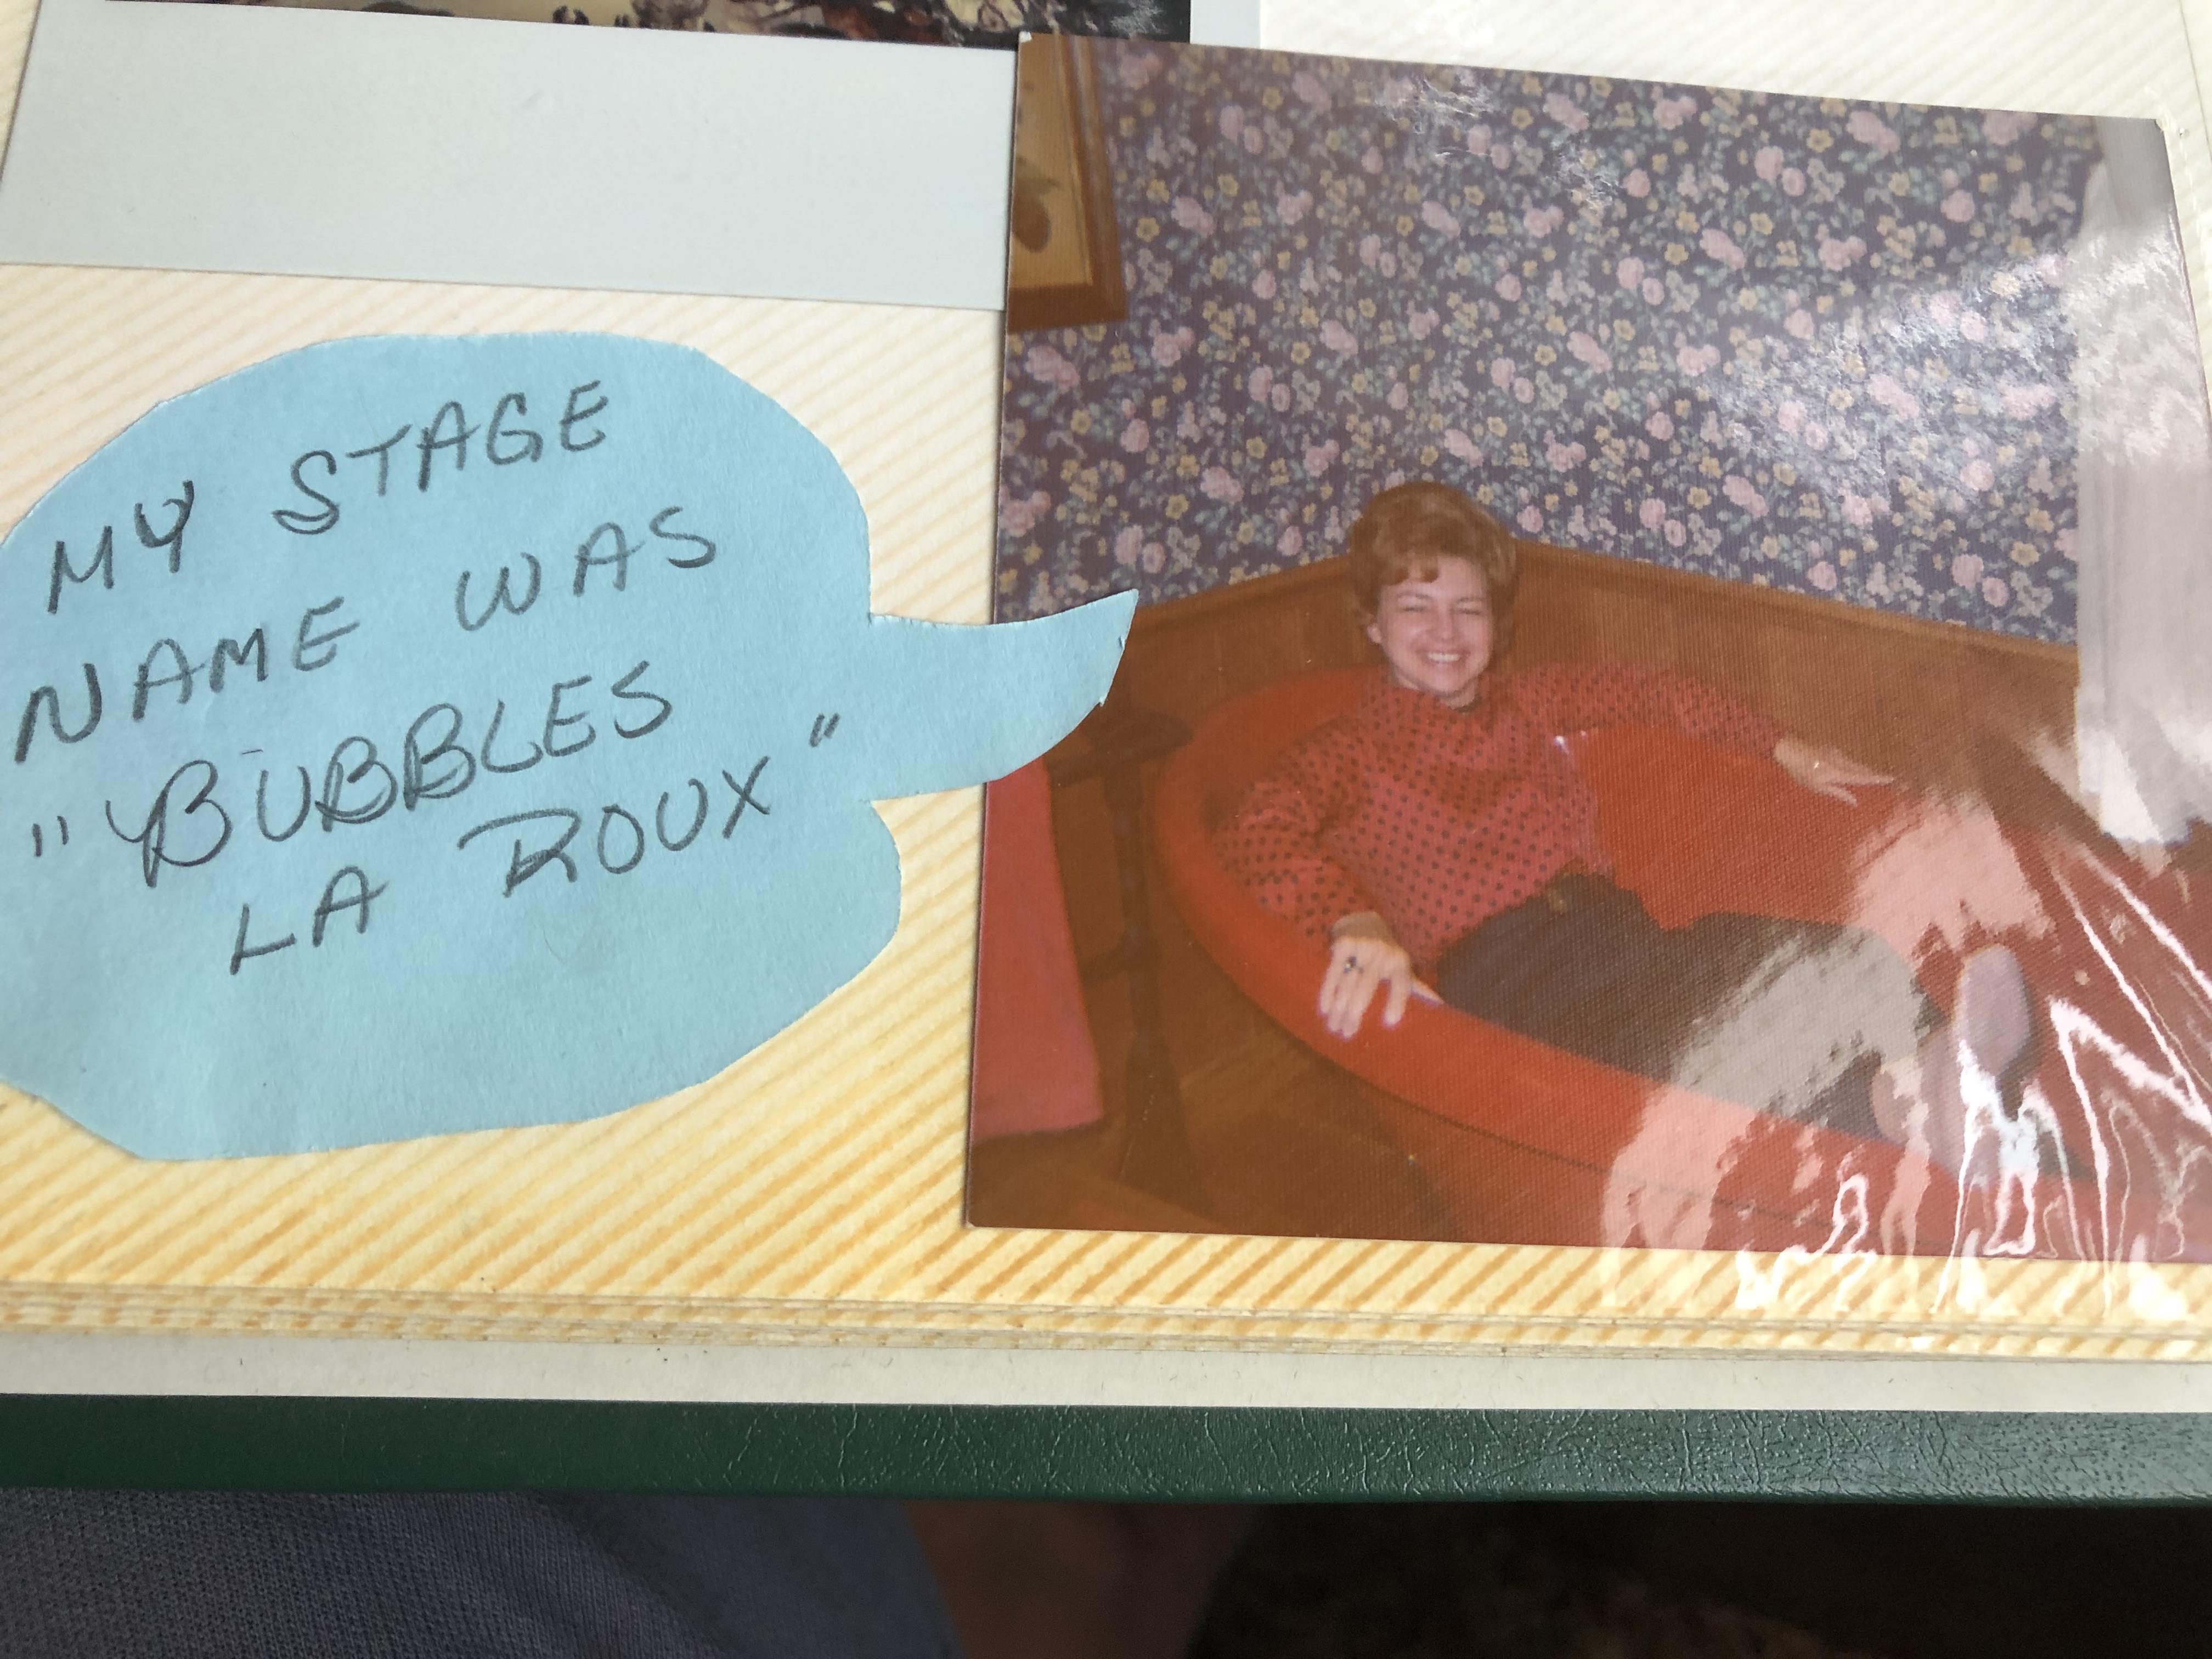 MY STAGE
NAME WAS
"BUBBLES
LA ROUX"